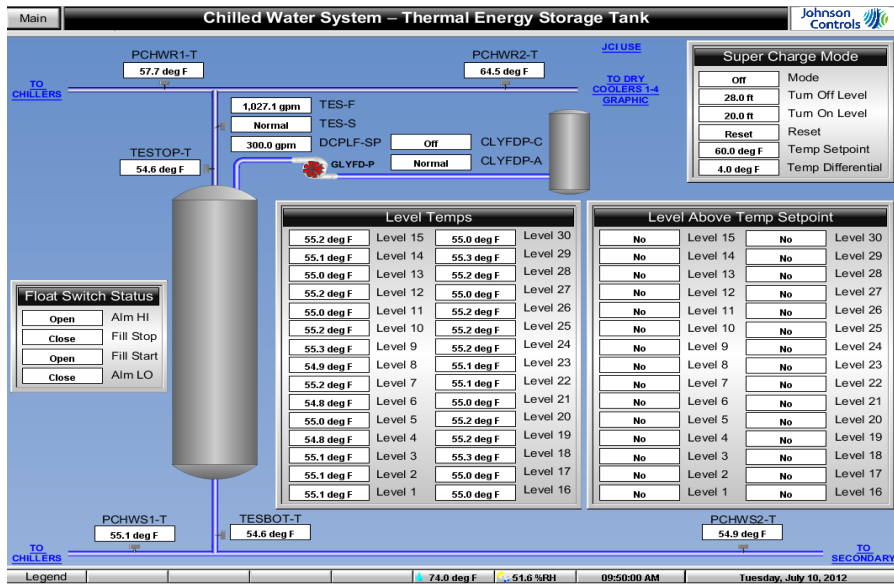 Main
Chilled Water System – Thermal Energy Storage Tank
Johnson
Controls
PCHWR1-T
57.7 deg F
PCHWR2-T
64.5 deg F
JCI USE
TO
CHILLERS
TO DRY
COOLERS 1-4
GRAPHIC
1,027.1 gpm TES-F
Normal TES-S
300.0 gpm DCPLF-SP
Off CLYFDP-C
Normal CLYFDP-A
GLYFD-P
TESTOP-T
54.6 deg F
Super Charge Mode
Off Mode
28.0 ft Turn Off Level
20.0 ft Turn On Level
Reset Reset
60.0 deg F Temp Setpoint
4.0 deg F Temp Differential
Float Switch Status
Open Alm HI
Close Fill Stop
Open Fill Start
Close Alm LO
Level Temps
55.2 deg F Level 15 55.0 deg F Level 30
55.1 deg F Level 14 55.3 deg F Level 29
55.0 deg F Level 13 55.2 deg F Level 28
55.2 deg F Level 12 55.0 deg F Level 27
55.0 deg F Level 11 55.2 deg F Level 26
55.2 deg F Level 10 55.2 deg F Level 25
55.3 deg F Level 9 55.2 deg F Level 24
54.9 deg F Level 8 55.1 deg F Level 23
55.2 deg F Level 7 55.1 deg F Level 22
54.8 deg F Level 6 55.0 deg F Level 21
55.0 deg F Level 5 55.2 deg F Level 20
54.8 deg F Level 4 55.2 deg F Level 19
55.1 deg F Level 3 55.3 deg F Level 18
55.1 deg F Level 2 55.0 deg F Level 17
55.1 deg F Level 1 55.0 deg F Level 16
Level Above Temp Setpoint
No Level 15 No Level 30
No Level 14 No Level 29
No Level 13 No Level 28
No Level 12 No Level 27
No Level 11 No Level 26
No Level 10 No Level 25
No Level 9 No Level 24
No Level 8 No Level 23
No Level 7 No Level 22
No Level 6 No Level 21
No Level 5 No Level 20
No Level 4 No Level 19
No Level 3 No Level 18
No Level 2 No Level 17
No Level 1 No Level 16
PCHWS1-T
55.1 deg F
TESBOT-T
54.6 deg F
PCHWS2-T
54.9 deg F
TO
CHILLERS
TO
SECONDARY
Legend 74.0 deg F 51.6 %RH 09:50:00 AM Tuesday, July 10, 2012